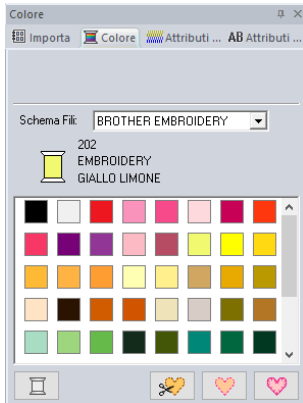 Colore
Importa Colore Attributi ... AB Attributi ...
Schema Fili: BROTHER EMBROIDERY
202
EMBROIDERY
GIALLO LIMONE